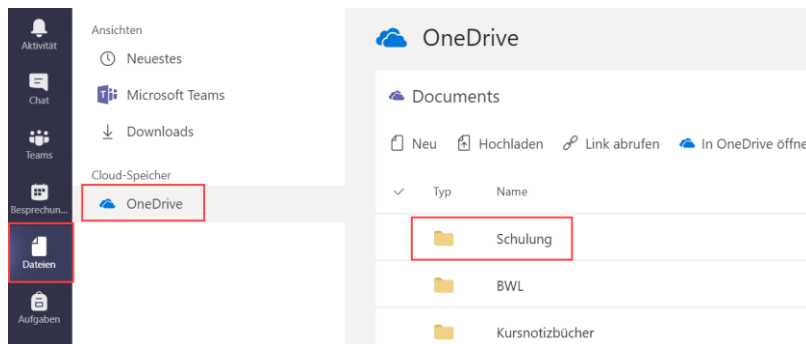 Aktivität
Chat
Teams
Besprechun...
Dateien
Aufgaben
Ansichten
Neuestes
Microsoft Teams
Downloads
Cloud-Speicher
OneDrive
OneDrive
Documents
Neu Hochladen Link abrufen In OneDrive öffne
Typ Name
Schulung
BWL
Kursnotizbücher